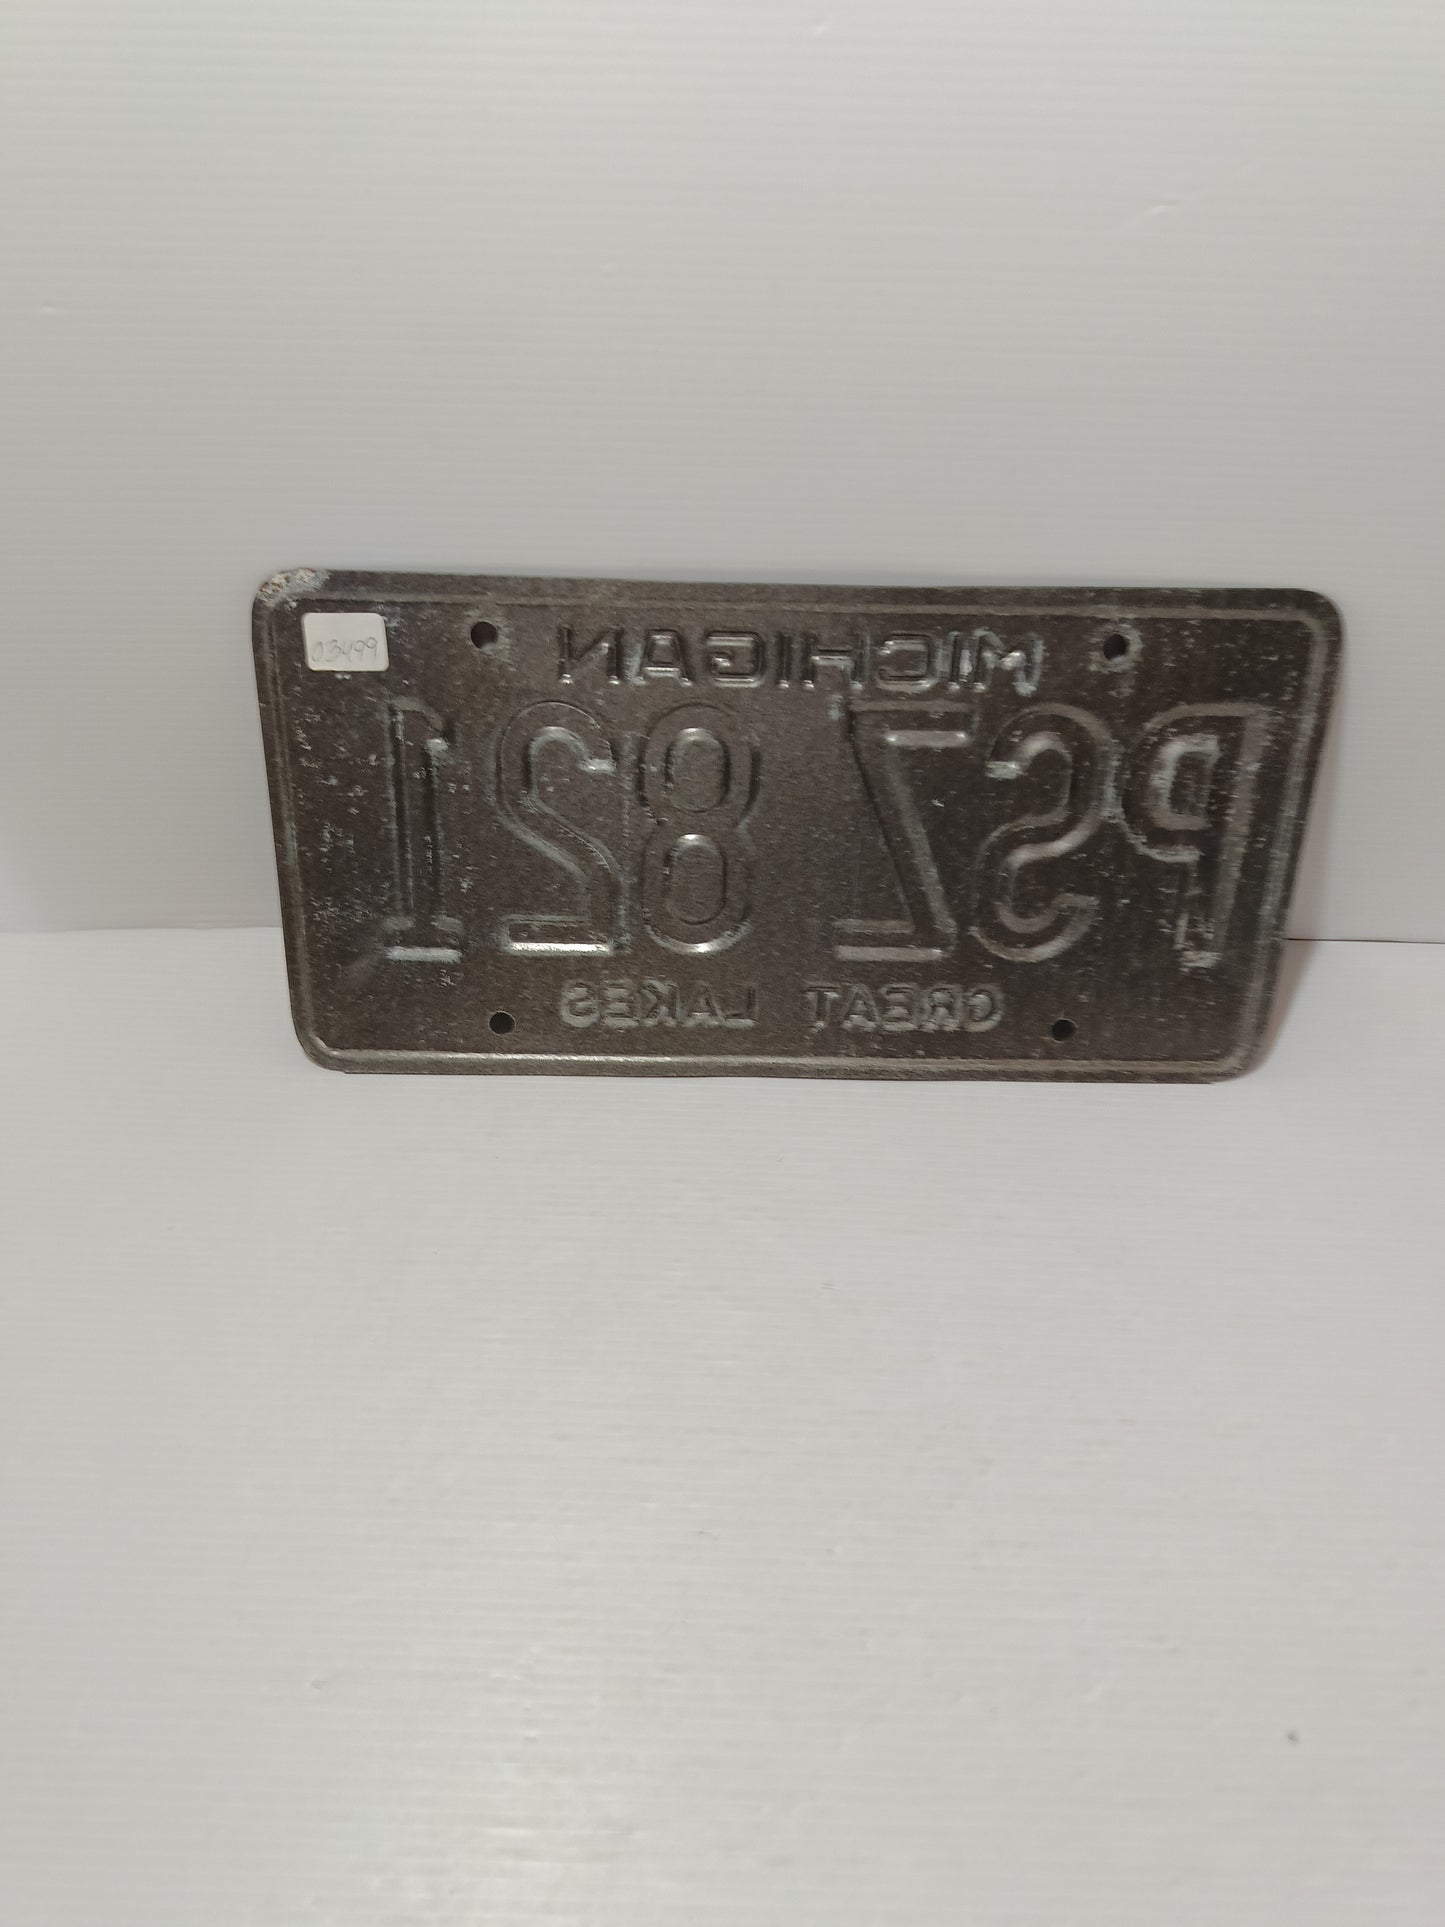 03499
MICHIGAN
PSZ 821
GREAT LAKES